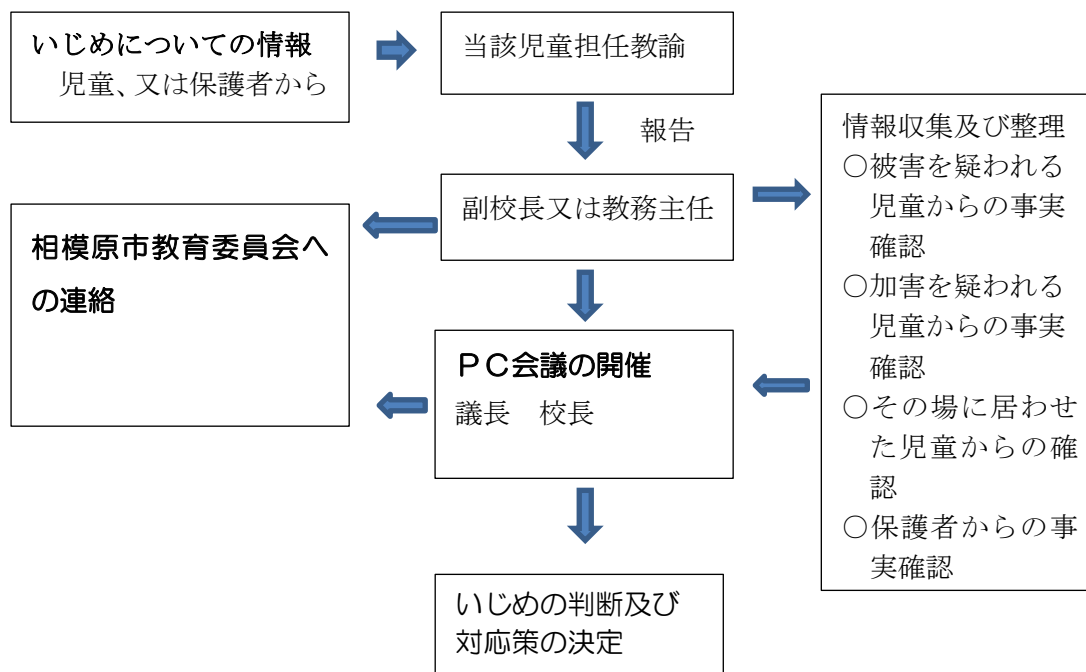 いじめについての情報
児童、又は保護者から
当該児童担任教諭
報告
副校長又は教務主任
情報収集及び整理
○被害を疑われる
児童からの事実
確認
○加害を疑われる
児童からの事実
確認
○その場に居わせ
た児童からの確
認
○保護者からの事
実確認
相模原市教育委員会へ
の連絡
ＰＣ会議の開催
議長　校長
いじめの判断及び
対応策の決定